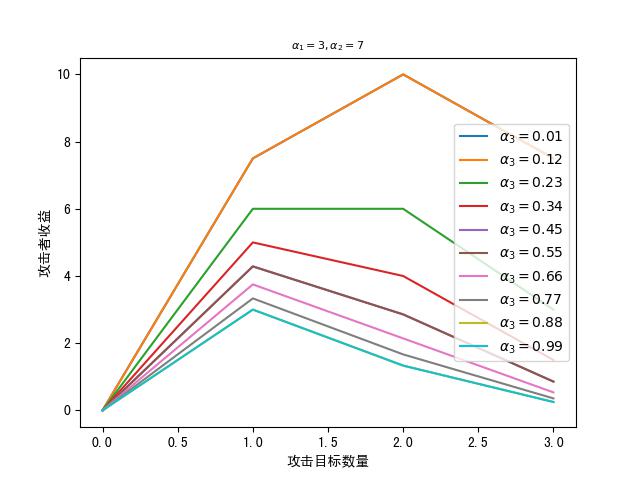 α₁ = 3, α₂ = 7
攻击者收益
10
8
6
4
2
0
α₃ = 0.01
α₃ = 0.12
α₃ = 0.23
α₃ = 0.34
α₃ = 0.45
α₃ = 0.55
α₃ = 0.66
α₃ = 0.77
α₃ = 0.88
α₃ = 0.99
0.0 0.5 1.0 1.5 2.0 2.5 3.0
攻击目标数量